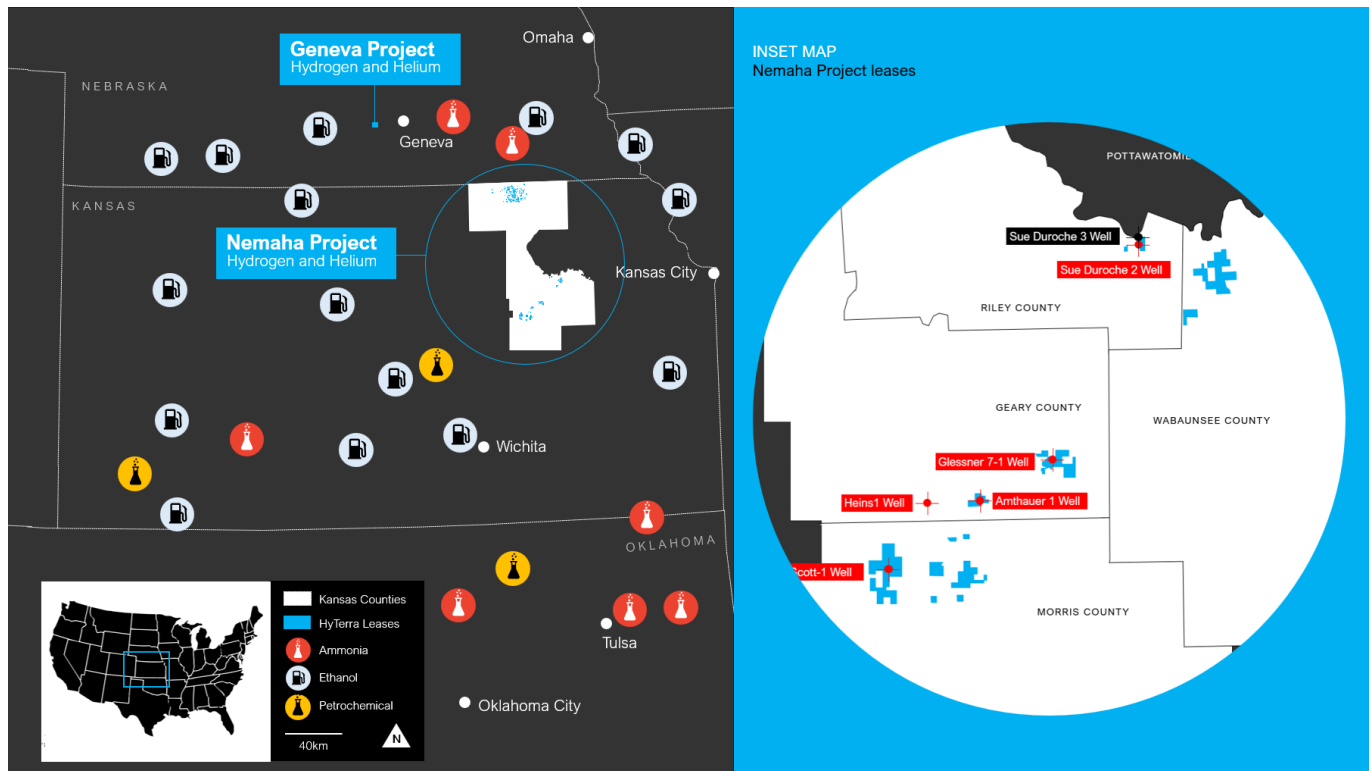 Geneva Project
Hydrogen and Helium
Omaha
NEBRASKA
Geneva
KANSAS
Nemaha Project
Hydrogen and Helium
Kansas City
Wichita
OKLAHOMA
Tulsa
Oklahoma City
Kansas Counties
HyTerra Leases
Ammonia
Ethanol
Petrochemical
40km
N
INSET MAP
Nemaha Project leases
POTTAWATOMIE
Sue Duroche 3 Well
Sue Duroche 2 Well
RILEY COUNTY
GEARY COUNTY
WABAUNSEE COUNTY
Glessner 7-1 Well
Heins1 Well
Arnthauer 1 Well
Scott-1 Well
MORRIS COUNTY